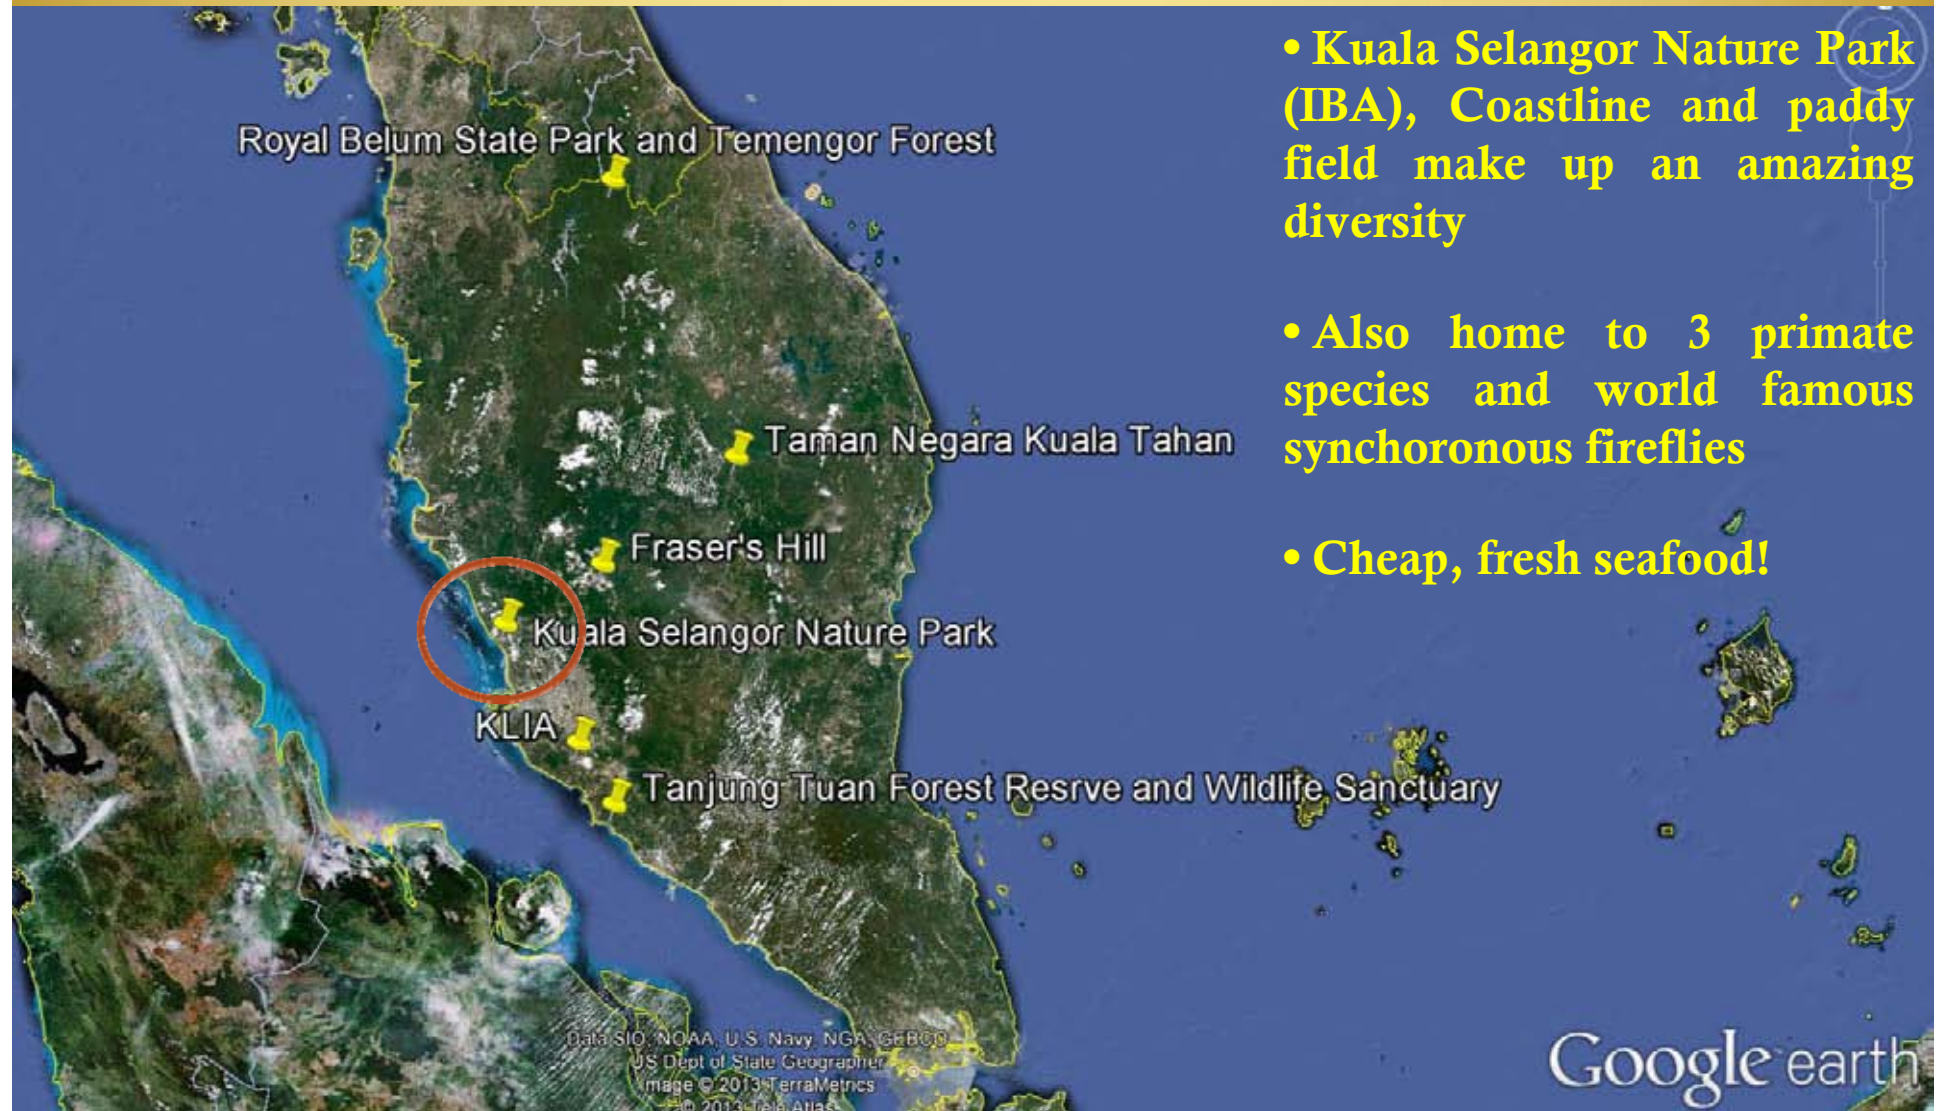 • Kuala Selangor Nature Park
(IBA), Coastline and paddy
field make up an amazing
diversity
• Also home to 3 primate
species and world famous
synchoronous fireflies
• Cheap, fresh seafood!
Royal Belum State Park and Temengor Forest
Taman Negara Kuala Tahan
Fraser's Hill
Kuala Selangor Nature Park
KLIA
Tanjung Tuan Forest Resrve and Wildlife Sanctuary
Data SIO, NOAA, U.S. Navy, NGA, GEBCO
US Dept of State Geographer
Image © 2013 TerraMetrics
© 2013 Tele Atlas
Google earth